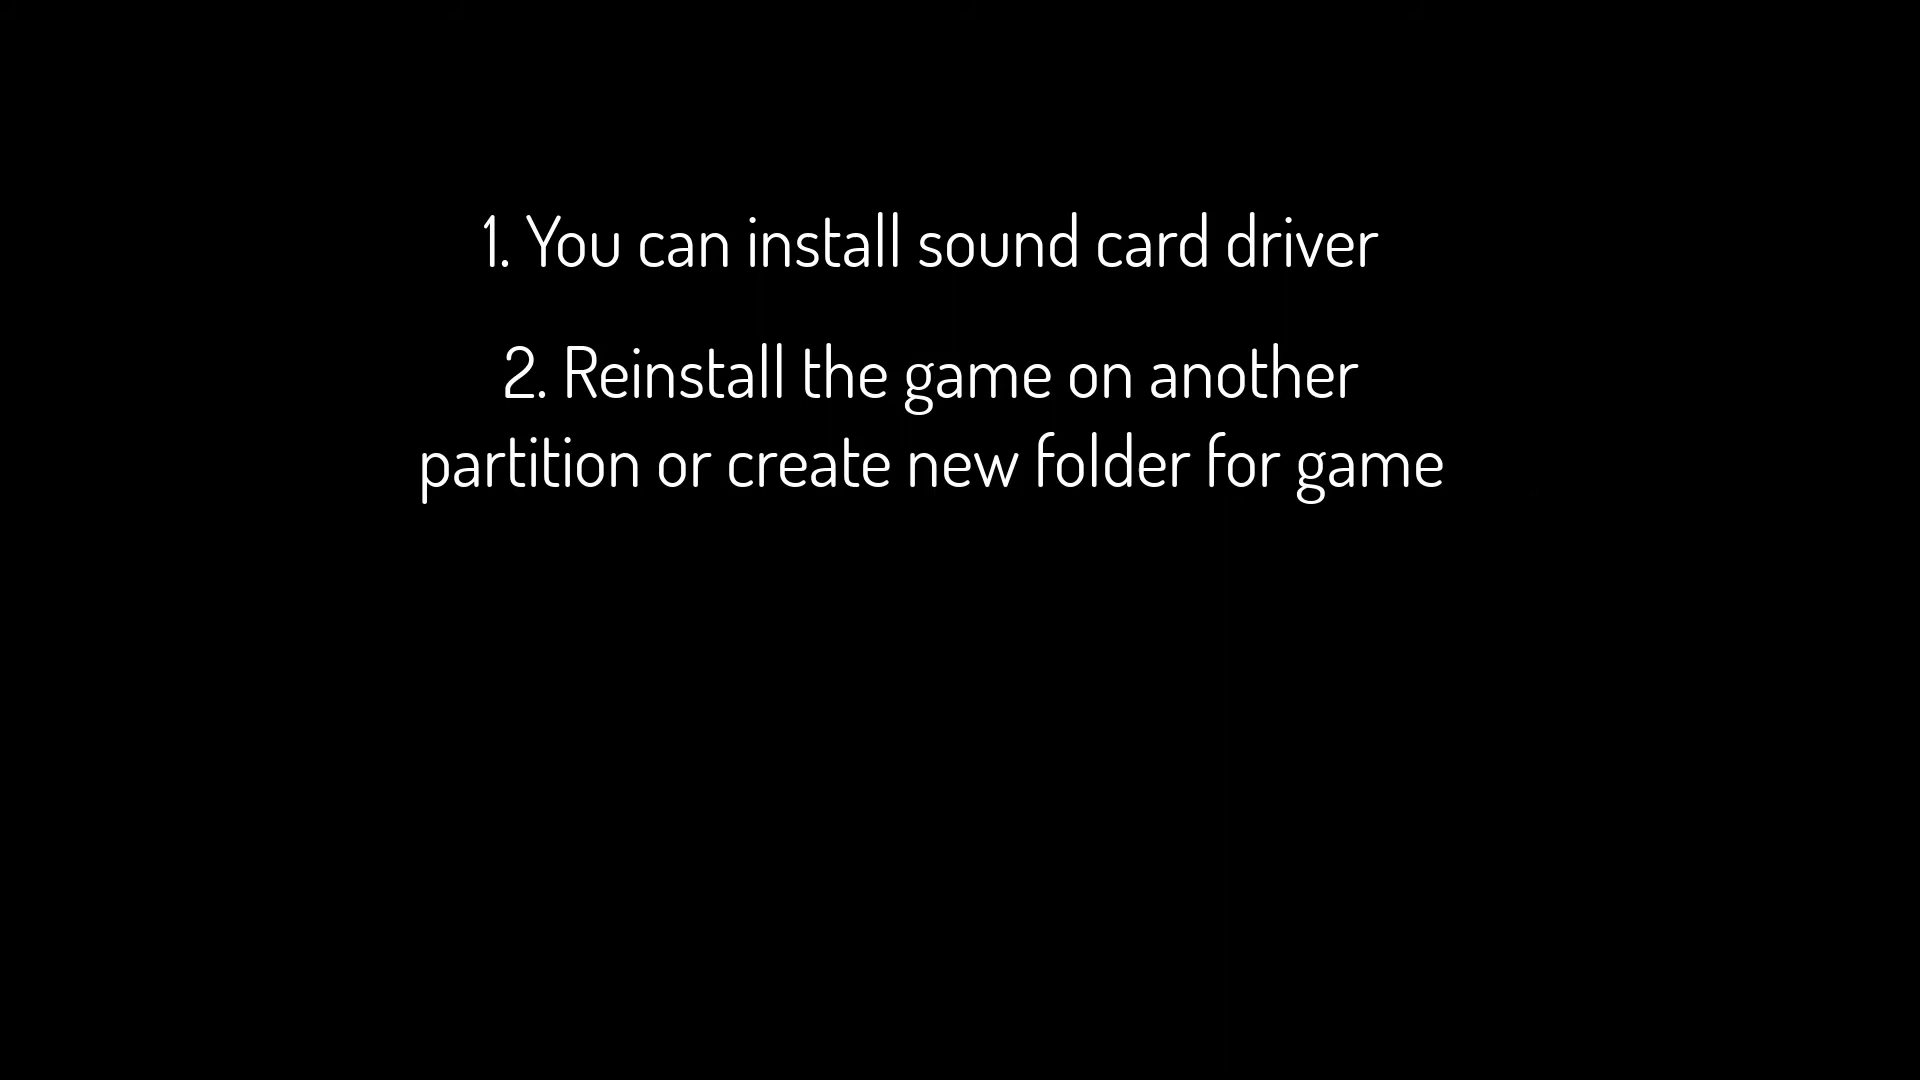 1. You can install sound card driver
2. Reinstall the game on another
partition or create new folder for game